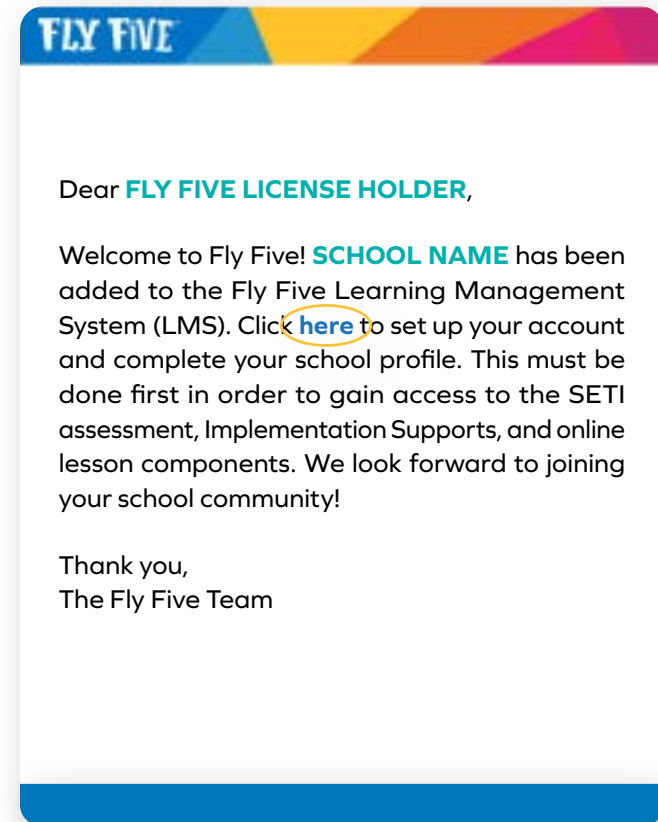 FLY FIVE
Dear FLY FIVE LICENSE HOLDER,
Welcome to Fly Five! SCHOOL NAME has been
added to the Fly Five Learning Management
System (LMS). Click here to set up your account
and complete your school profile. This must be
done first in order to gain access to the SETI
assessment, Implementation Supports, and online
lesson components. We look forward to joining
your school community!
Thank you,
The Fly Five Team